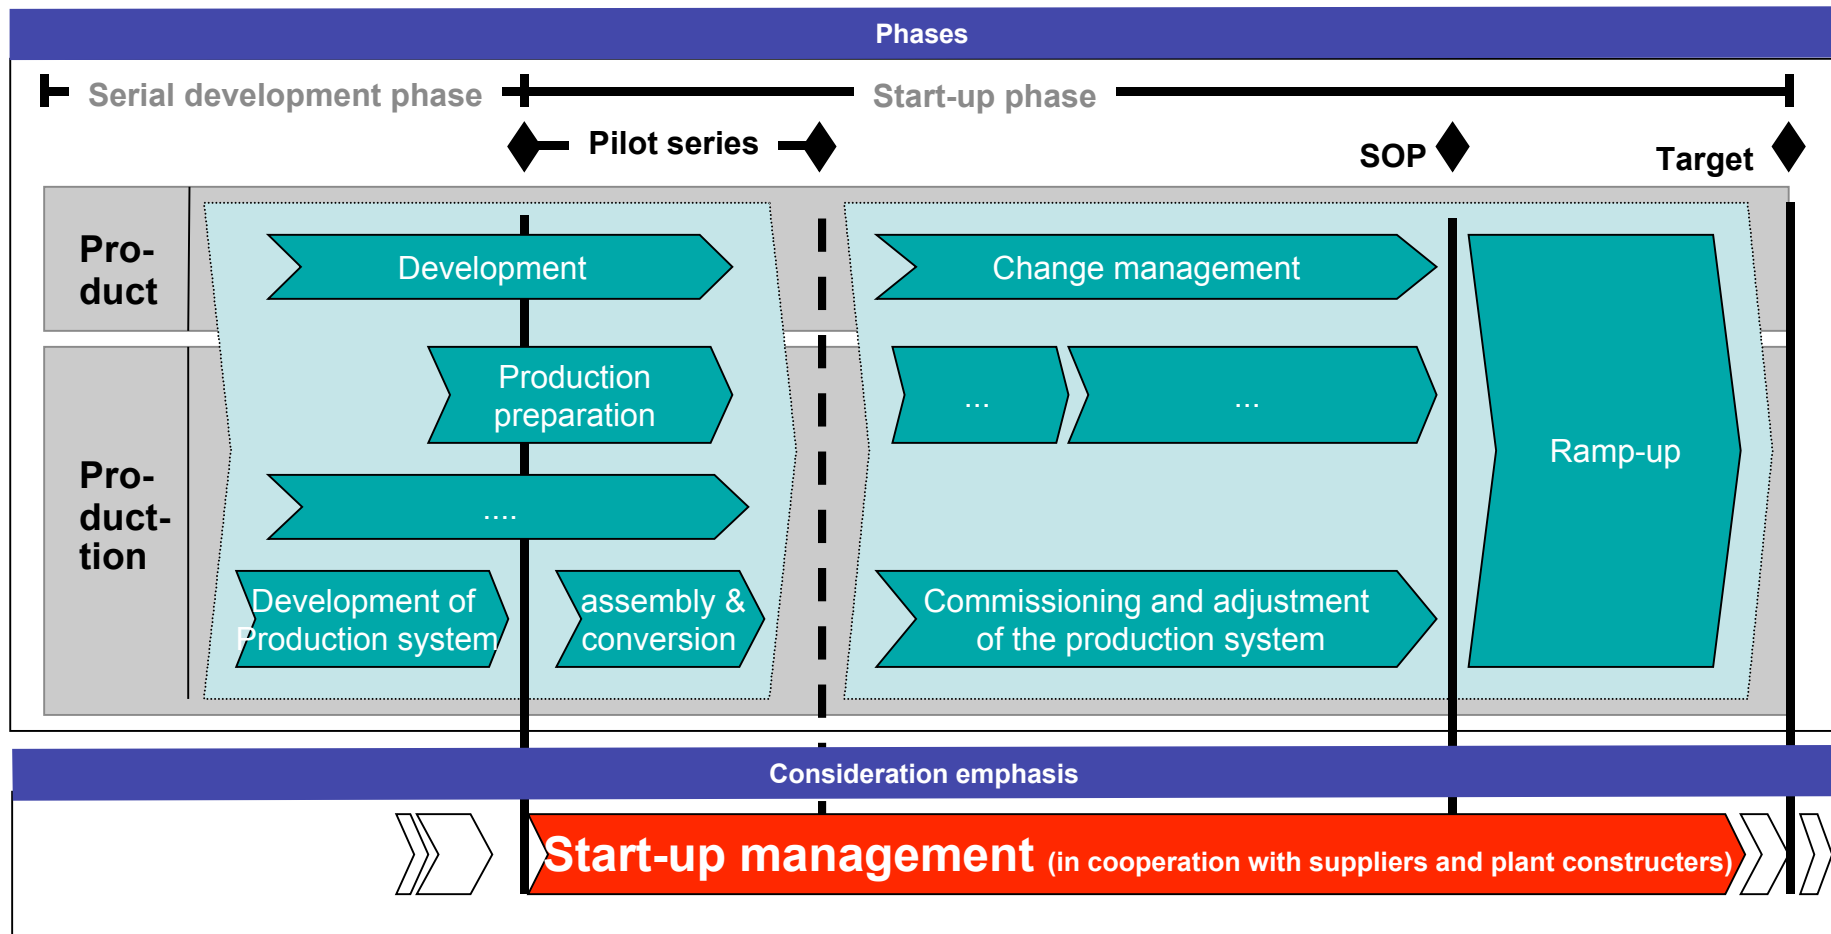 Phases
Serial development phase
Start-up phase
Pilot series
SOP
Target
Pro-
duct
Development
Change management
Production
preparation
...
...
Ramp-up
Pro-
duct-
tion
....
Development of
Production system
assembly &
conversion
Commissioning and adjustment
of the production system
Consideration emphasis
Start-up management (in cooperation with suppliers and plant constructers)